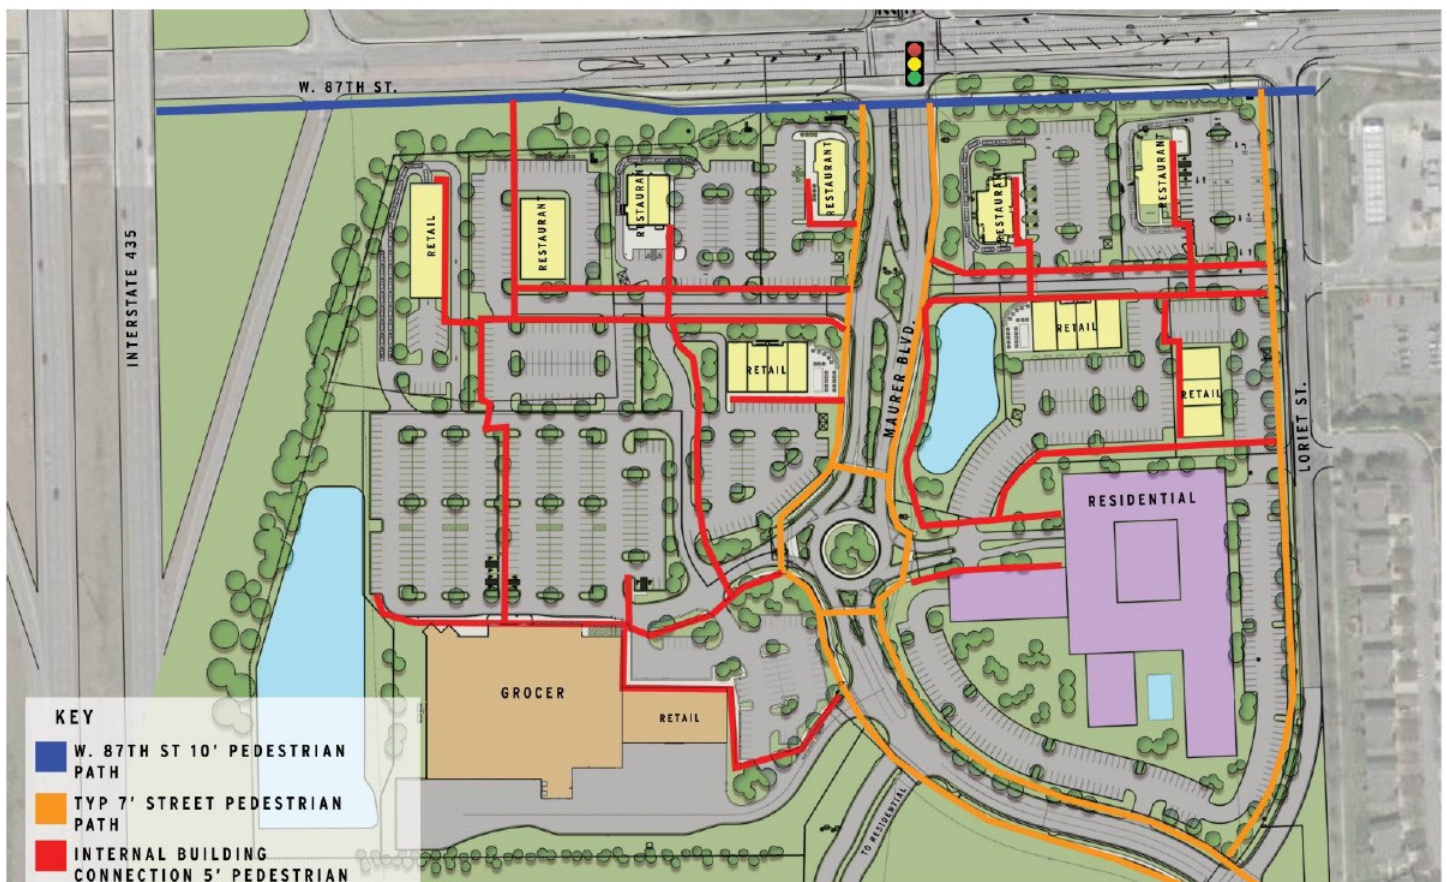 W. 87TH ST.
INTERSTATE 435
RETAIL
RESTAURANT
RESTAURANT
RESTAURANT
RESTAURANT
RESTAURANT
MAURER BLVD.
RETAIL
RETAIL
RETAIL
LORIET ST.
RESIDENTIAL
GROCER
RETAIL
TO RESIDENTIAL
KEY
W. 87TH ST 10' PEDESTRIAN
PATH
TYP 7' STREET PEDESTRIAN
PATH
INTERNAL BUILDING
CONNECTION 5' PEDESTRIAN